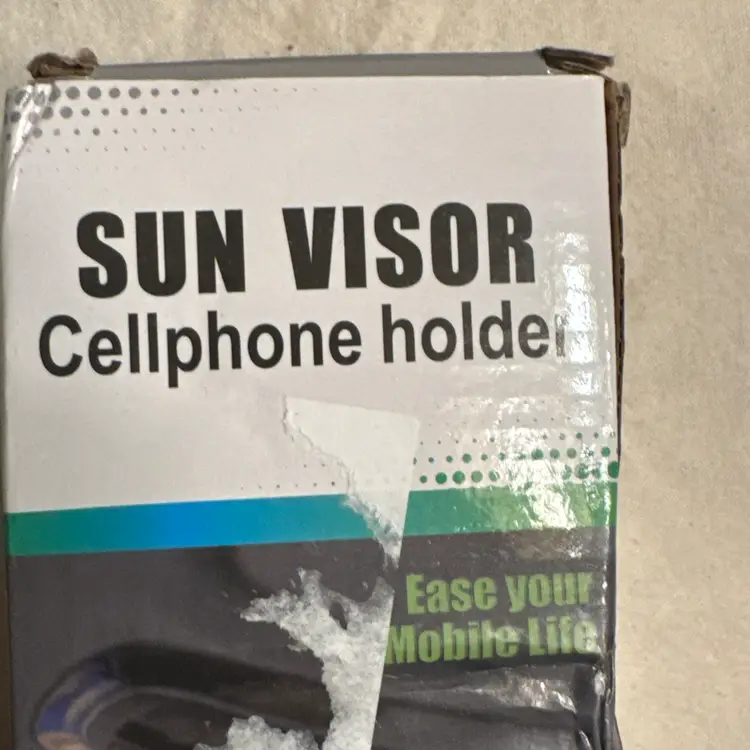 SUN VISOR
Cellphone holder
Ease your
Mobile Life